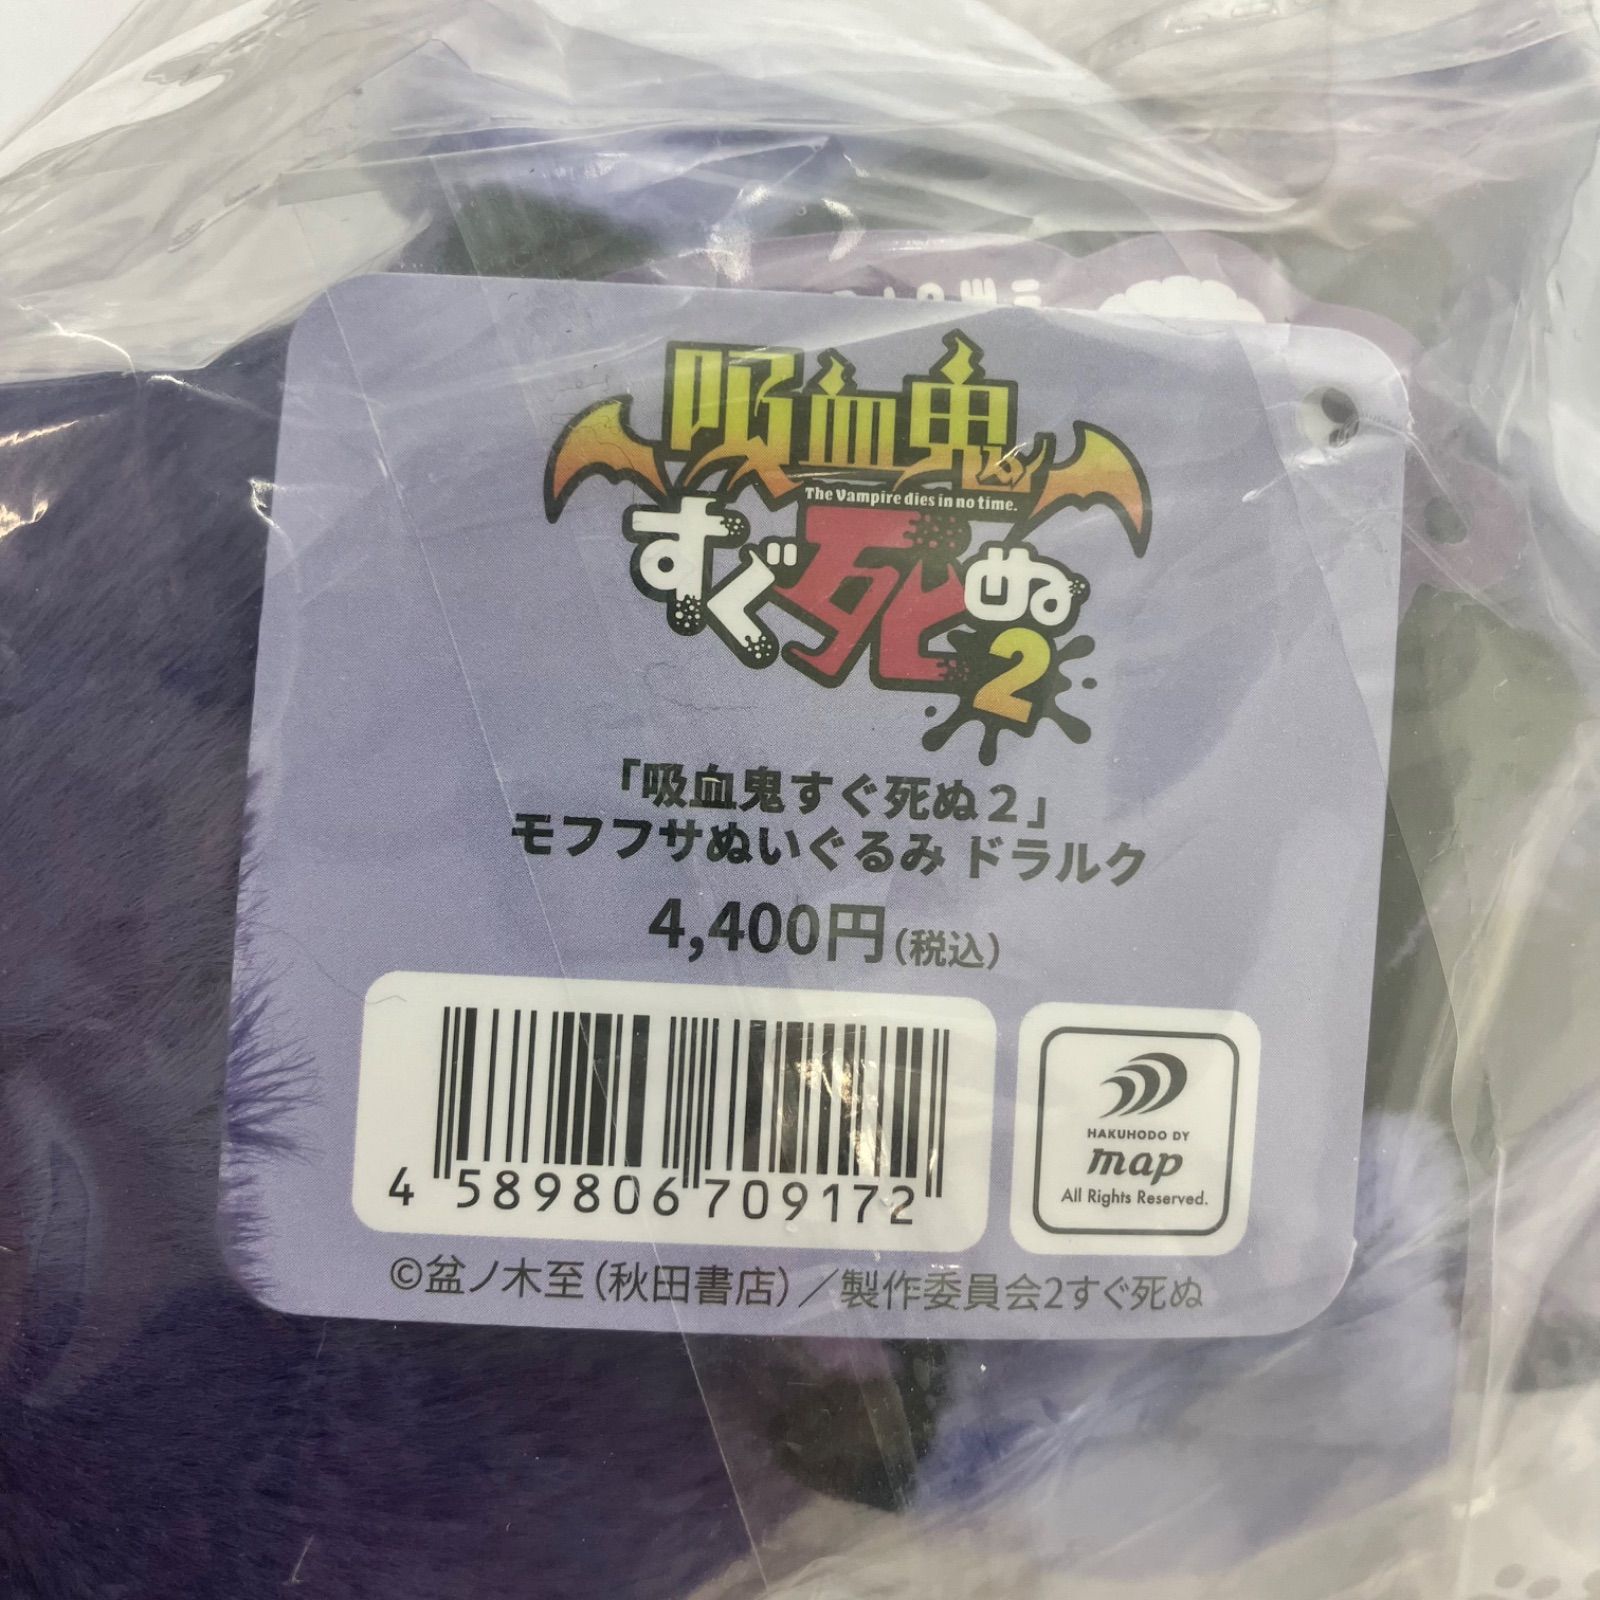 吸血鬼
The Vampire dies in no time.
すぐ死ぬ
2
「吸血鬼すぐ死ぬ2」
モフフサぬいぐるみ ドラルク
4,400円(税込)
4 589806 709172
HAKUHODO DY
map
All Rights Reserved.
©盆ノ木至(秋田書店)/製作委員会2すぐ死ぬ